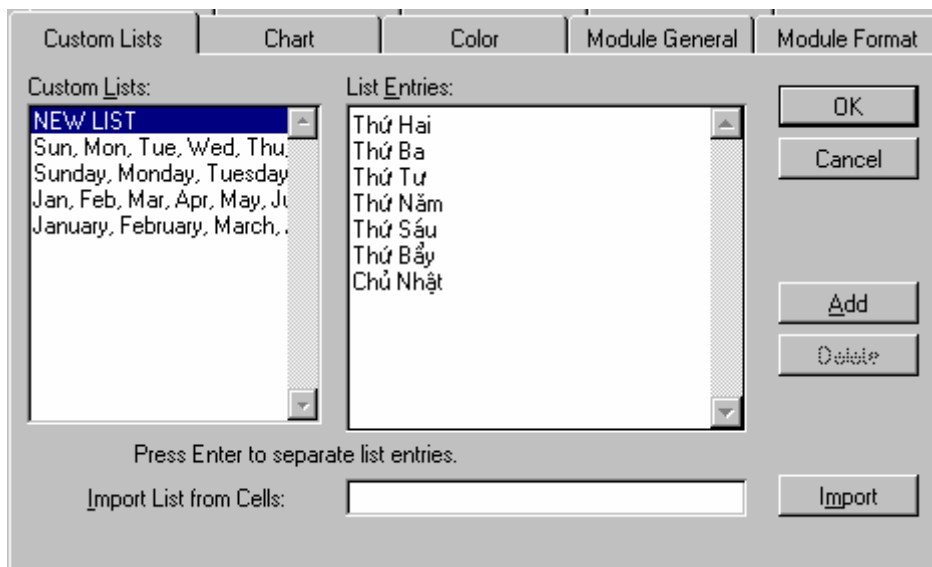 Custom Lists Chart Color Module General Module Format
Custom Lists:
NEW LIST
Sun, Mon, Tue, Wed, Thu,
Sunday, Monday, Tuesday
Jan, Feb, Mar, Apr, May, Ju
January, February, March,
List Entries:
Thứ Hai
Thứ Ba
Thứ Tư
Thứ Năm
Thứ Sáu
Thứ Bẩy
Chủ Nhật
OK
Cancel
Add
Delete
Press Enter to separate list entries.
Import List from Cells:
Import